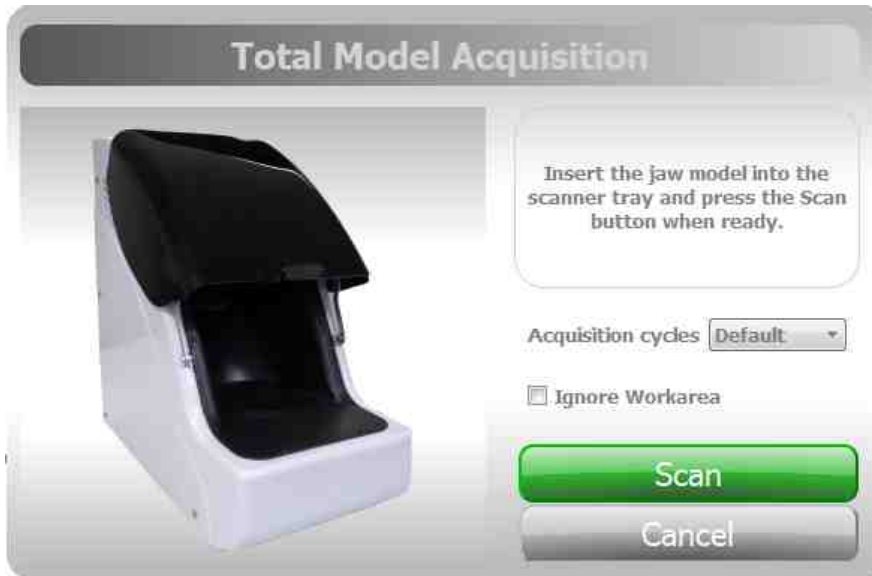 Total Model Acquisition
Insert the jaw model into the
scanner tray and press the Scan
button when ready.
Acquisition cycles Default
Ignore Workarea
Scan
Cancel